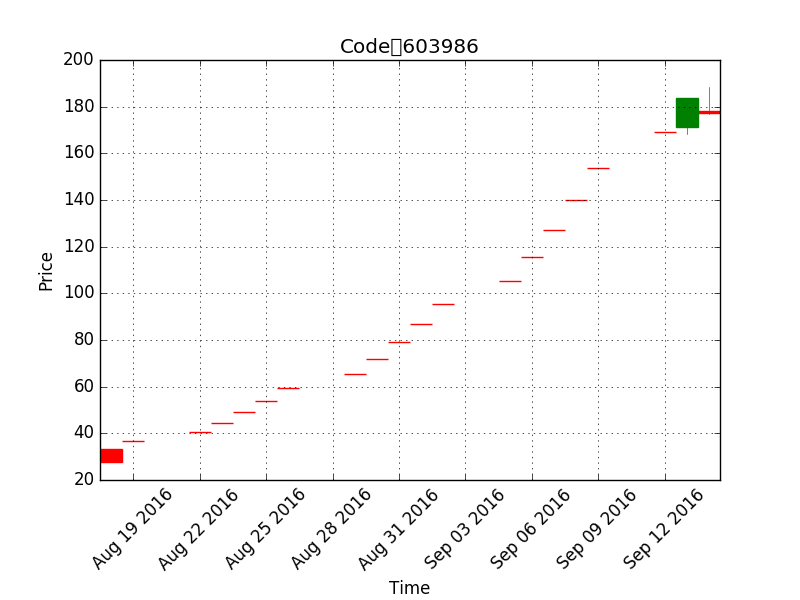 Code▯603986
200
180
160
140
120
100
80
60
40
20
Price
Aug 19 2016
Aug 22 2016
Aug 25 2016
Aug 28 2016
Aug 31 2016
Sep 03 2016
Sep 06 2016
Sep 09 2016
Sep 12 2016
Time